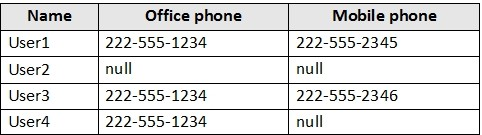 Name Office phone Mobile phone
User1 222-555-1234 222-555-2345
User2 null null
User3 222-555-1234 222-555-2346
User4 222-555-1234 null